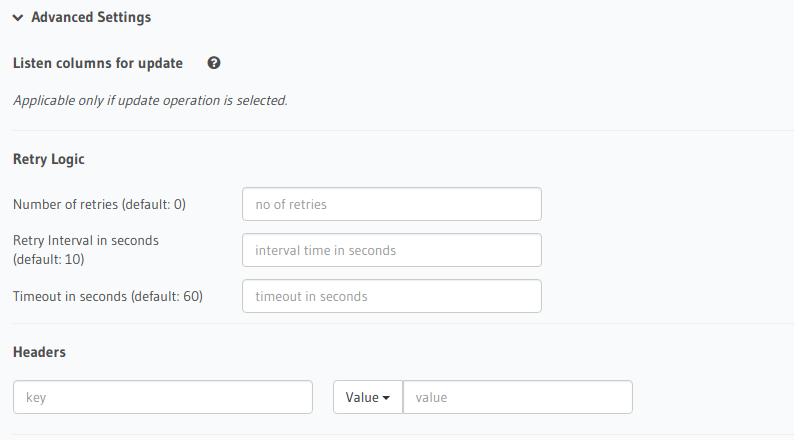 Advanced Settings
Listen columns for update
Applicable only if update operation is selected.
Retry Logic
Number of retries (default: 0) no of retries
Retry Interval in seconds
(default: 10) interval time in seconds
Timeout in seconds (default: 60) timeout in seconds
Headers
key Value value